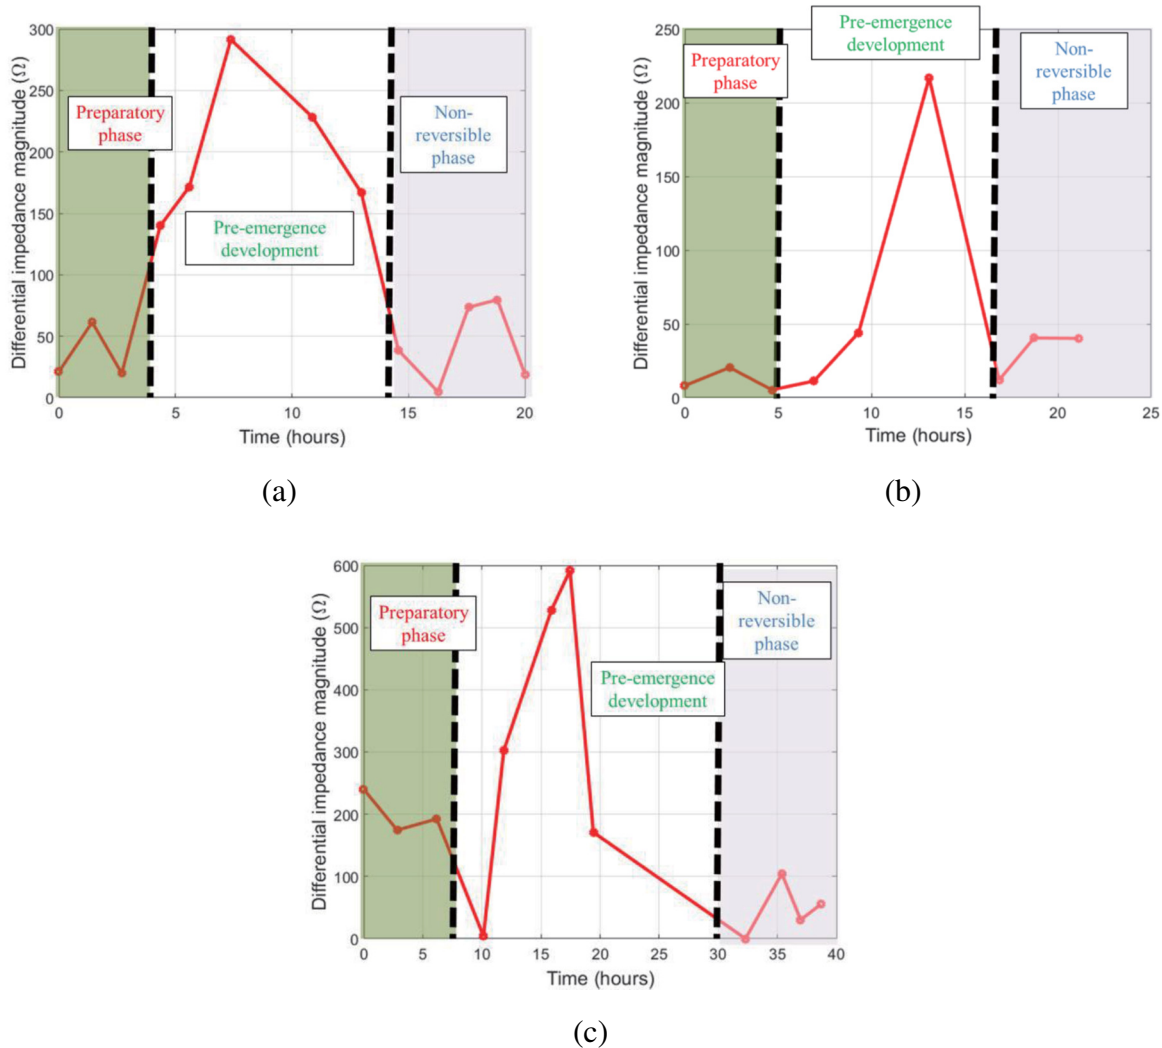 300
250
200
150
100
50
0
Differential impedance magnitude (Ω)
Preparatory
phase
Pre-emergence
development
Non-
reversible
phase
0 5 10 15 20
Time (hours)
(a)
250
200
150
100
50
0
Differential impedance magnitude (Ω)
Preparatory
phase
Pre-emergence
development
Non-
reversible
phase
0 5 10 15 20 25
Time (hours)
(b)
600
500
400
300
200
100
0
Differential impedance magnitude (Ω)
Preparatory
phase
Pre-emergence
development
Non-
reversible
phase
0 5 10 15 20 25 30 35 40
Time (hours)
(c)